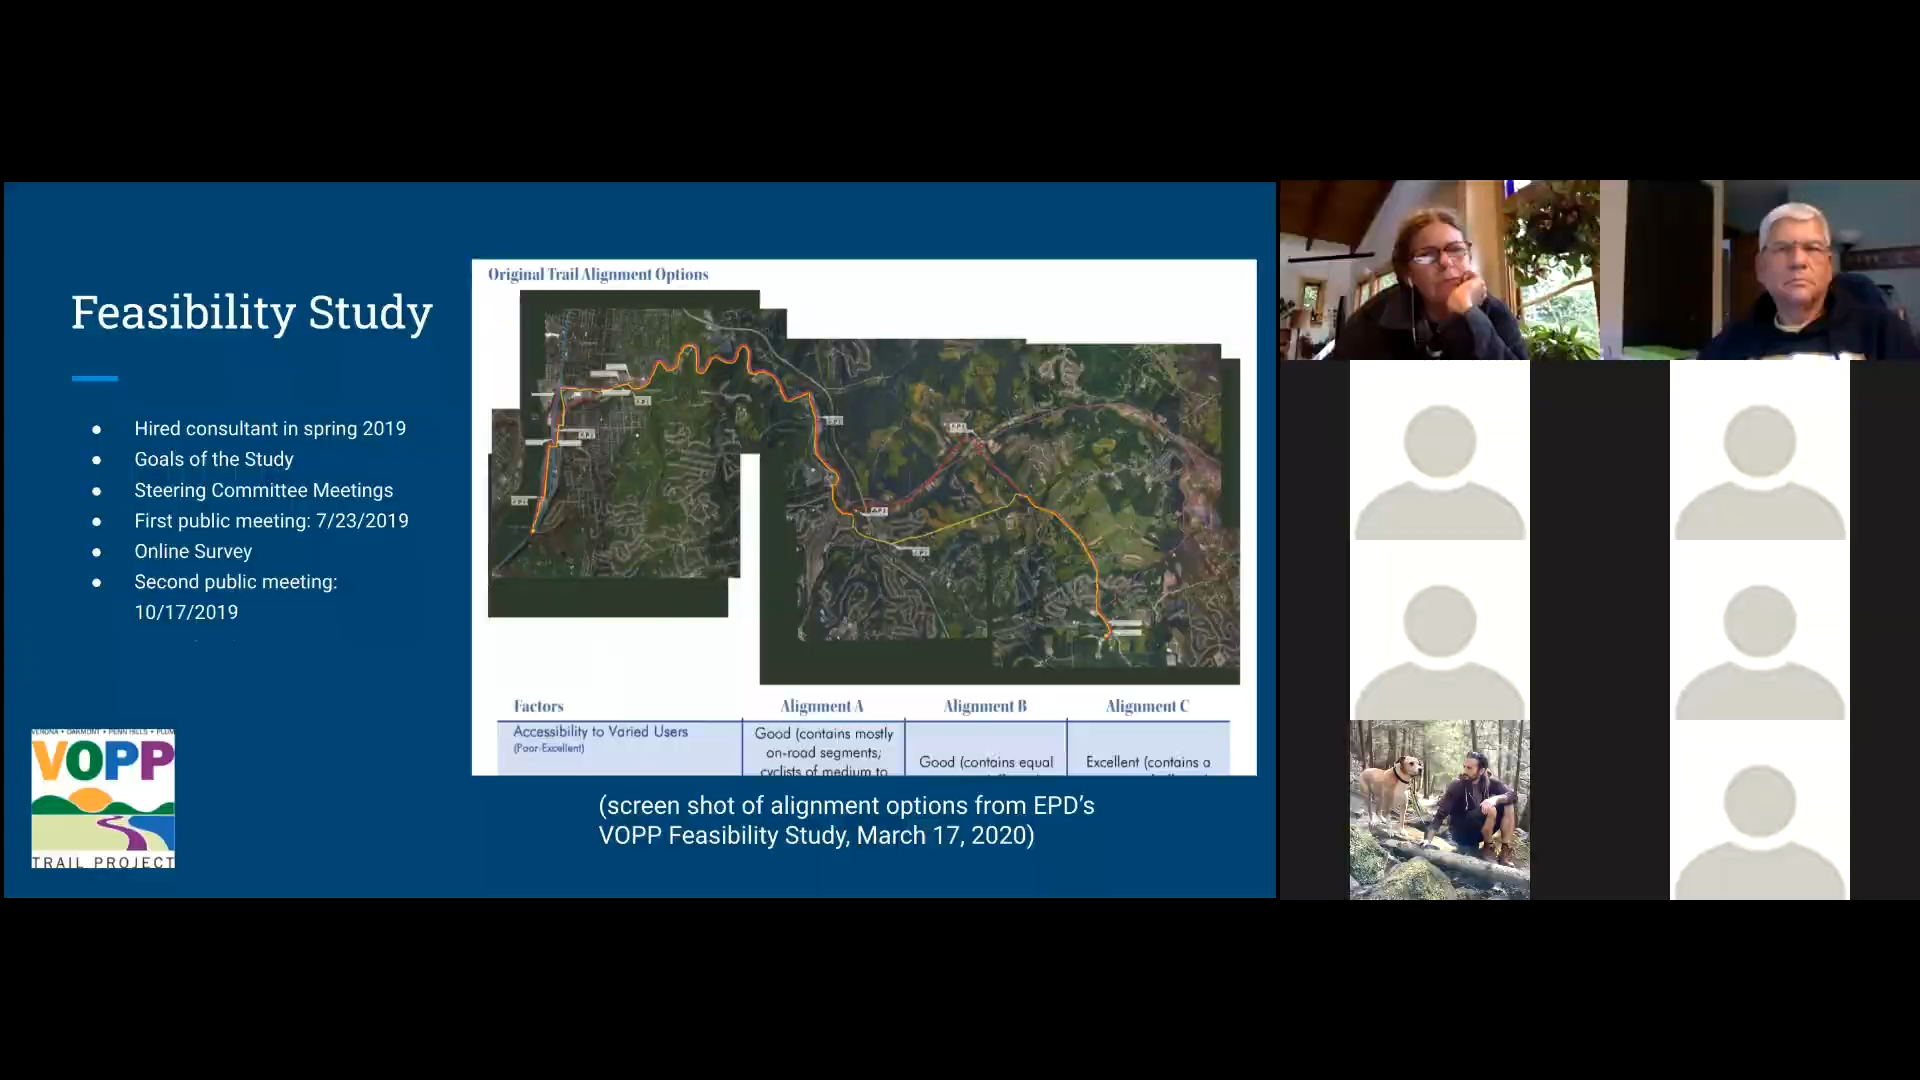 Feasibility Study
Hired consultant in spring 2019
Goals of the Study
Steering Committee Meetings
First public meeting: 7/23/2019
Online Survey
Second public meeting:
10/17/2019
VERONA • OAKMONT • PENN HILLS • PLUM
VOPP
TRAIL PROJECT
Original Trail Alignment Options
Factors Alignment A Alignment B Alignment C
Accessibility to Varied Users
(Poor-Excellent)
Good (contains mostly
on-road segments;
cyclists of medium to
Good (contains equal
Excellent (contains a
(screen shot of alignment options from EPD’s
VOPP Feasibility Study, March 17, 2020)